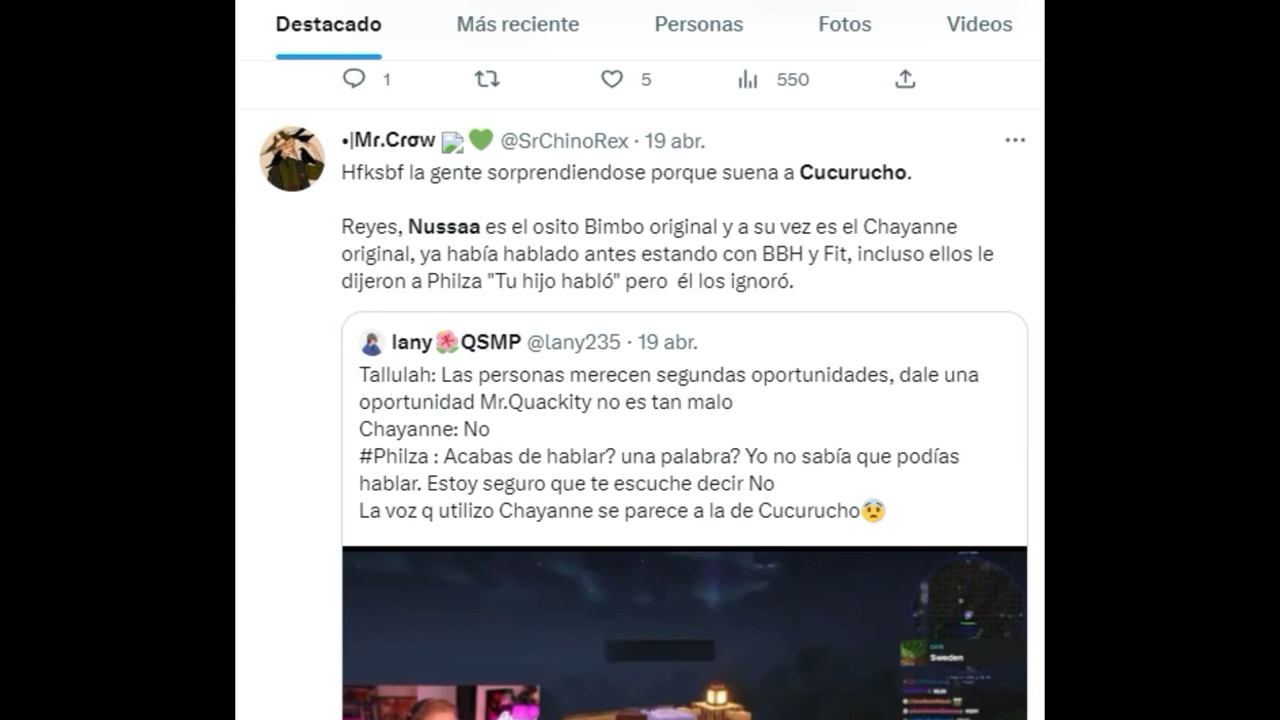 Destacado Más reciente Personas Fotos Videos
1 5 550
•|Mr.Crσw 💚 @SrChinoRex · 19 abr.
Hfksbf la gente sorprendiendose porque suena a Cucurucho.
Reyes, Nussaa es el osito Bimbo original y a su vez es el Chayanne
original, ya había hablado antes estando con BBH y Fit, incluso ellos le
dijeron a Philza "Tu hijo habló" pero él los ignoró.
lany🌺QSMP @lany235 · 19 abr.
Tallulah: Las personas merecen segundas oportunidades, dale una
oportunidad Mr.Quackity no es tan malo
Chayanne: No
#Philza : Acabas de hablar? una palabra? Yo no sabía que podías
hablar. Estoy seguro que te escuche decir No
La voz q utilizo Chayanne se parece a la de Cucurucho😰
Sweden